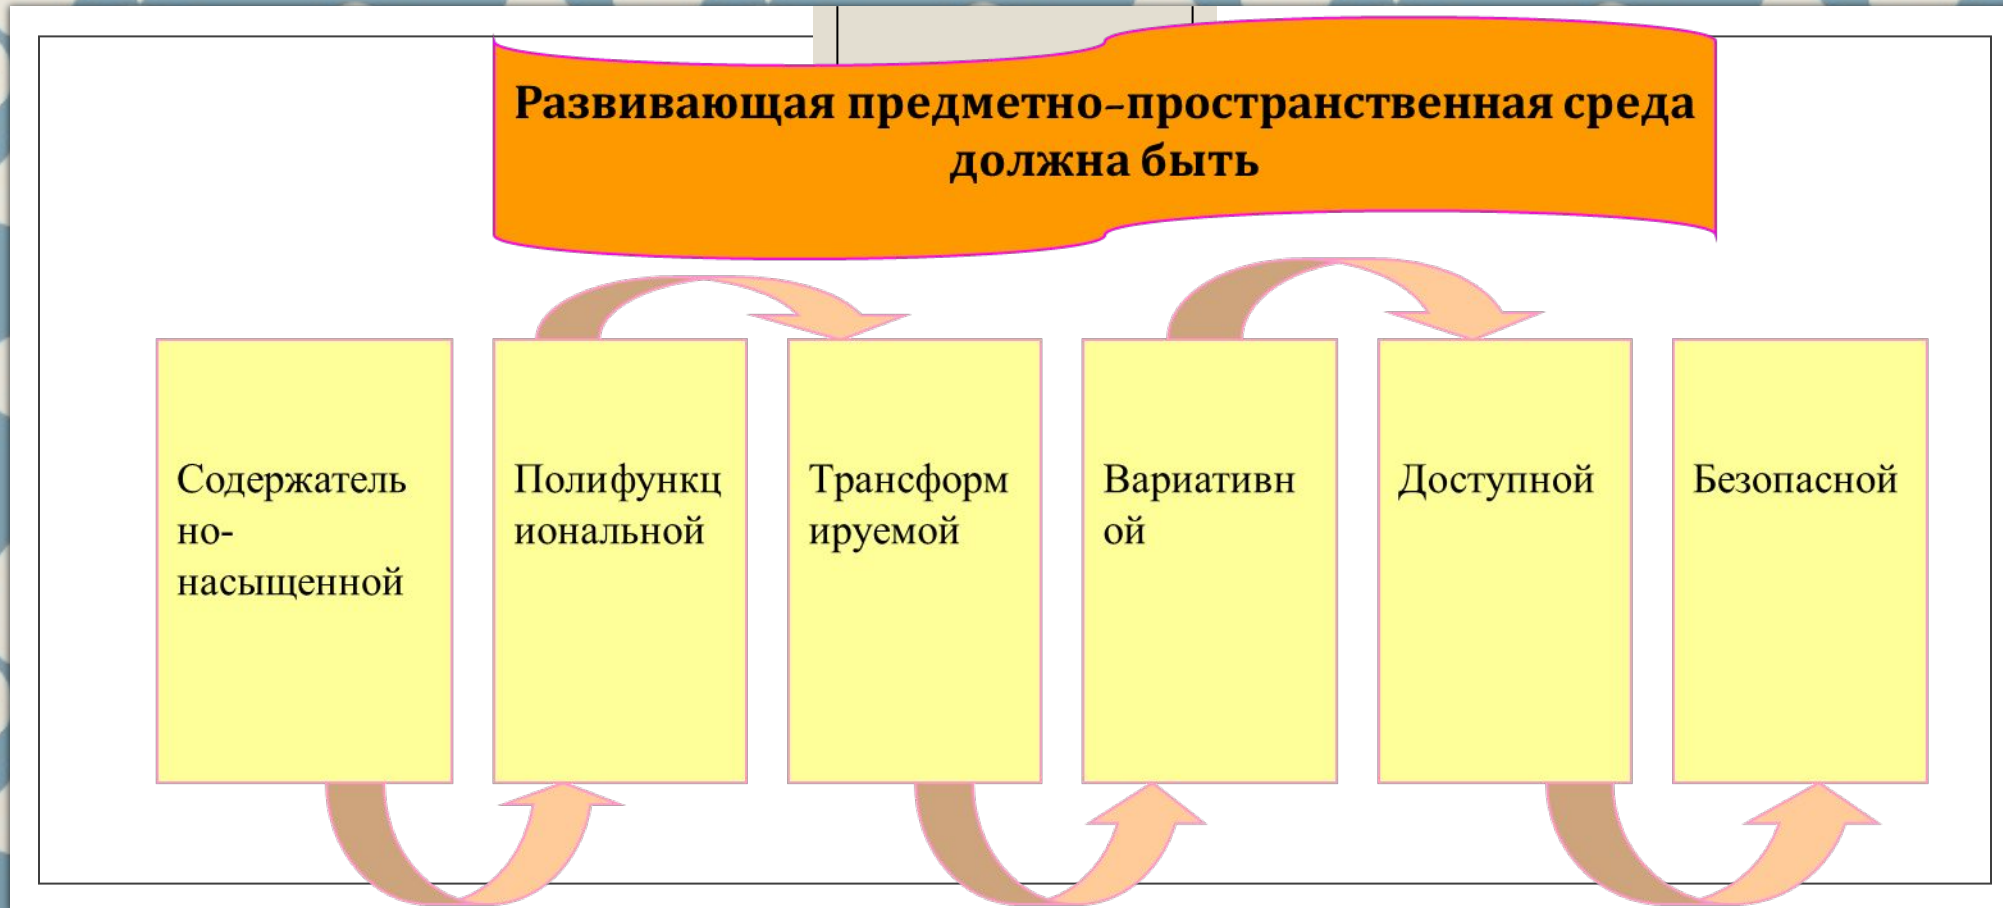 Развивающая предметно-пространственная среда
должна быть
Содержатель
но-
насыщенной
Полифункц
иональной
Трансформ
ируемой
Вариативн
ой
Доступной
Безопасной